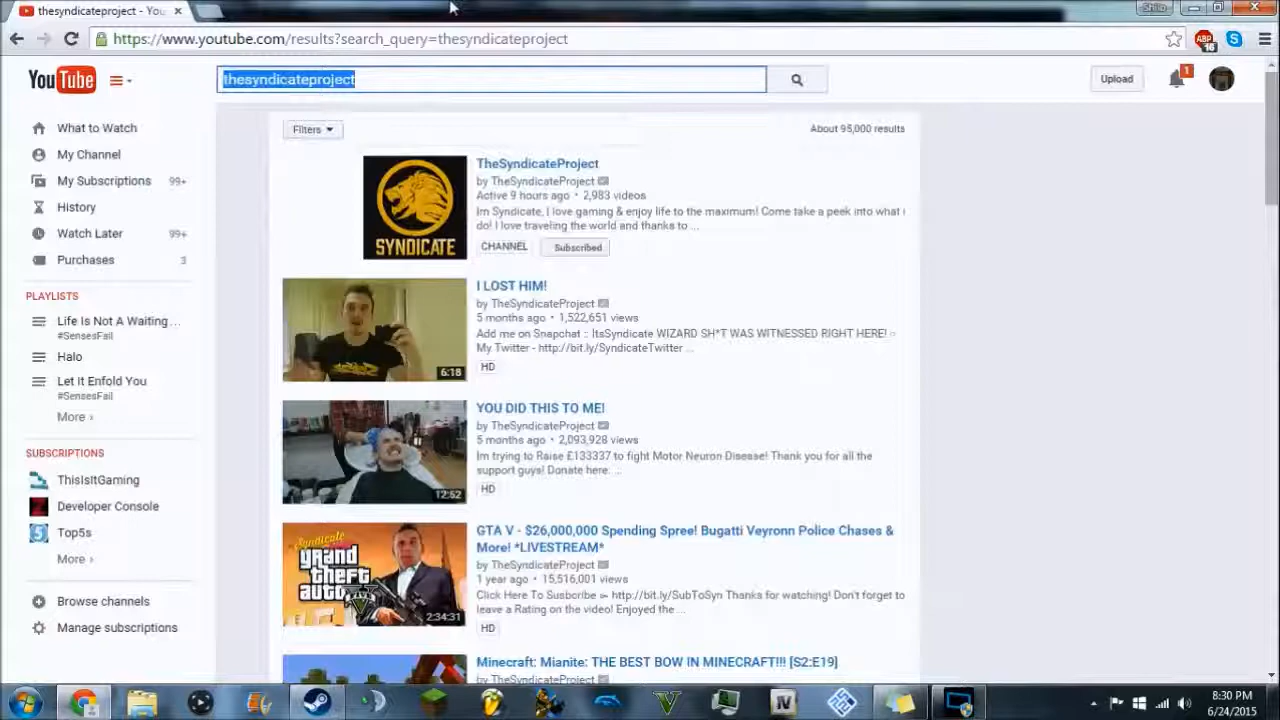 thesyndicateproject - You
Shilo
https://www.youtube.com/results?search_query=thesyndicateproject
ABP
16
YouTube
thesyndicateproject
Upload
1
What to Watch
My Channel
My Subscriptions 99+
History
Watch Later 99+
Purchases 3
PLAYLISTS
Life Is Not A Waiting ...
#SensesFail
Halo
Let It Enfold You
#SensesFail
More ›
SUBSCRIPTIONS
ThisIsItGaming
Developer Console
Top5s
More ›
Browse channels
Manage subscriptions
Filters
About 95,000 results
SYNDICATE
TheSyndicateProject
by TheSyndicateProject
Active 9 hours ago • 2,983 videos
Im Syndicate, I love gaming & enjoy life to the maximum! Come take a peek into what i
do! I love traveling the world and thanks to ...
CHANNEL Subscribed
6:18
I LOST HIM!
by TheSyndicateProject
5 months ago • 1,522,651 views
Add me on Snapchat :: ItsSyndicate WIZARD SH*T WAS WITNESSED RIGHT HERE! ○
My Twitter - http://bit.ly/SyndicateTwitter ...
HD
12:52
YOU DID THIS TO ME!
by TheSyndicateProject
5 months ago • 2,093,928 views
Im trying to Raise £133337 to fight Motor Neuron Disease! Thank you for all the
support guys! Donate here: ...
HD
Syndicate
grand
theft
auto
V
2:34:31
GTA V - $26,000,000 Spending Spree! Bugatti Veyronn Police Chases &
More! *LIVESTREAM*
by TheSyndicateProject
1 year ago • 15,516,001 views
Click Here To Susbcribe ✂ http://bit.ly/SubToSyn Thanks for watching! Don't forget to
leave a Rating on the video! Enjoyed the ...
HD
Minecraft: Mianite: THE BEST BOW IN MINECRAFT!!! [S2:E19]
by TheSyndicateProject
IV
8:30 PM
6/24/2015